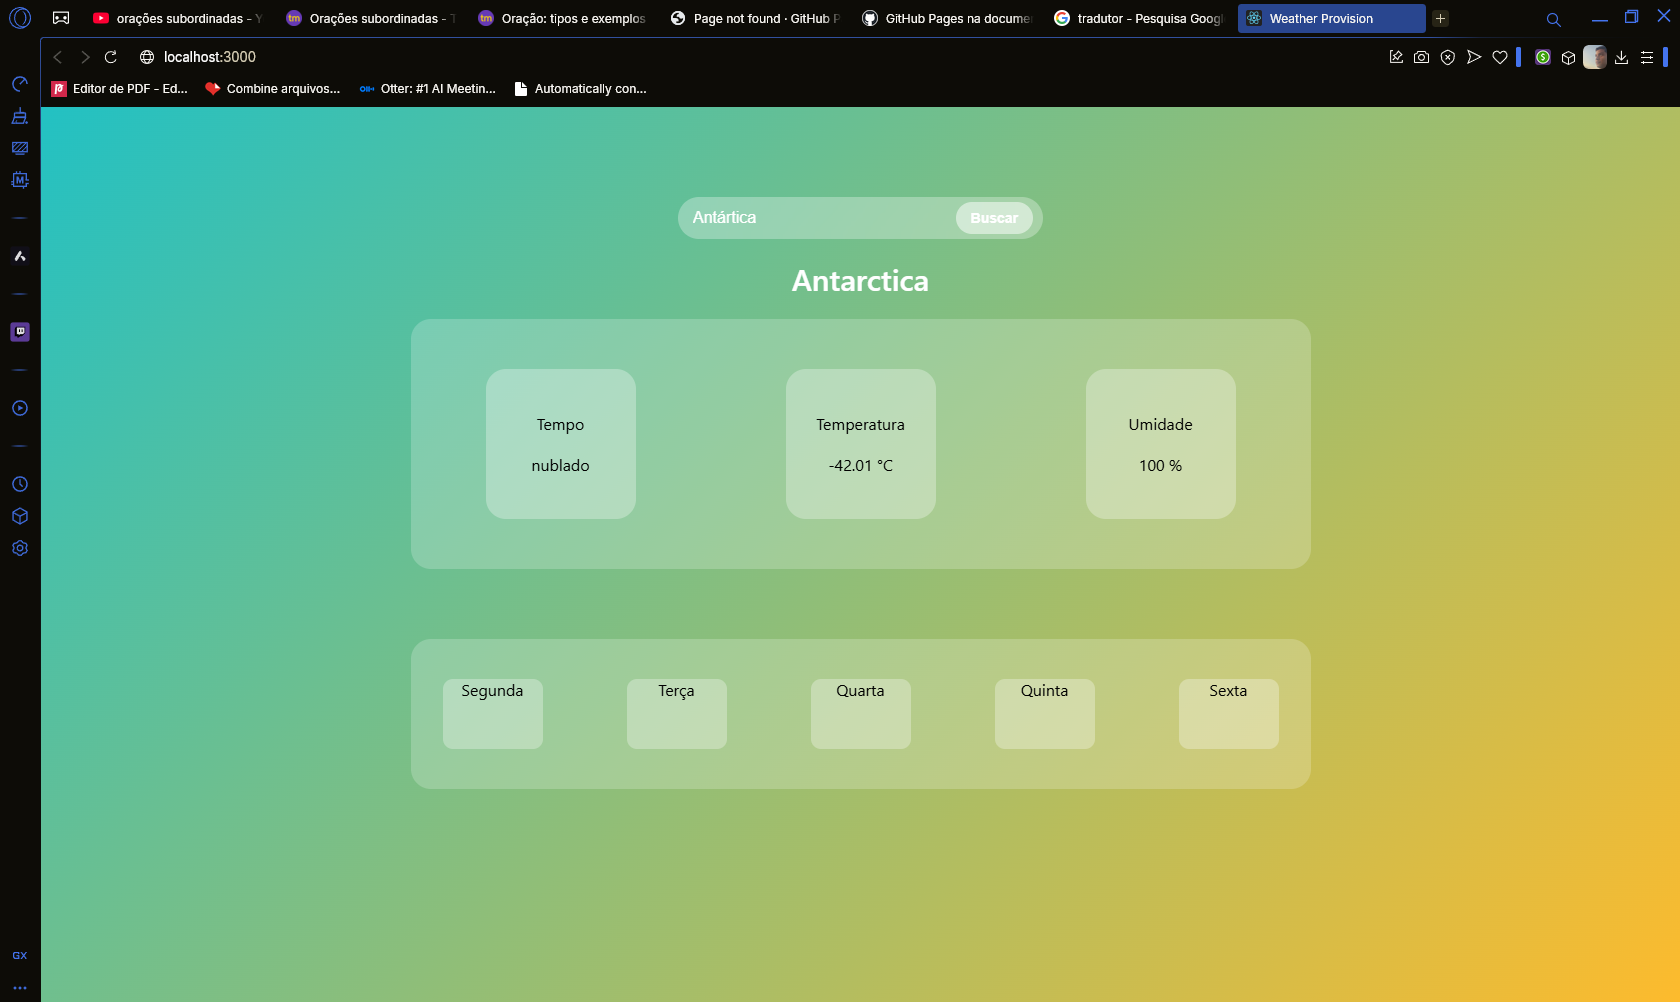 orações subordinadas - Y
Orações subordinadas - T
Oração: tipos e exemplos
Page not found · GitHub P
GitHub Pages na docume
tradutor - Pesquisa Googl
Weather Provision
localhost:3000
Editor de PDF - Ed...
Combine arquivos...
Otter: #1 AI Meetin...
Automatically con...
Antártica
Buscar
Antarctica
Tempo
nublado
Temperatura
-42.01 °C
Umidade
100 %
Segunda
Terça
Quarta
Quinta
Sexta
GX